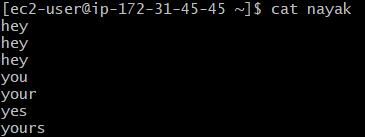 [ec2-user@ip-172-31-45-45 ~]$ cat nayak
hey
hey
hey
you
your
yes
yours